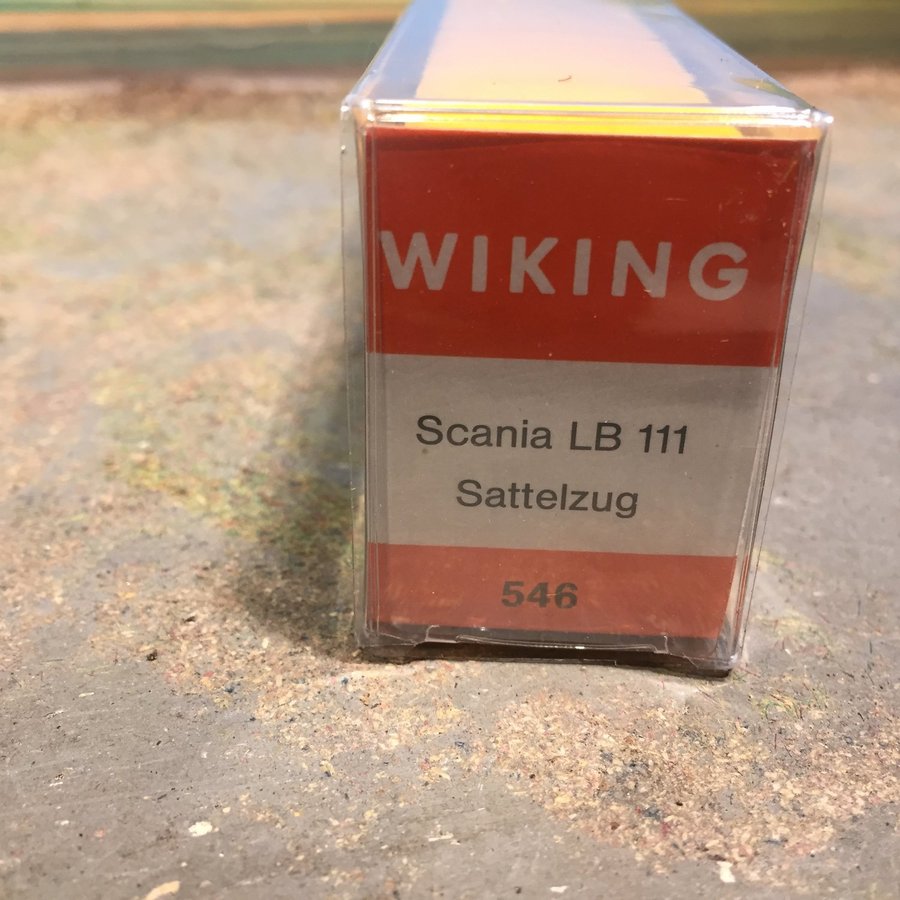 WIKING
Scania LB 111
Sattelzug
546